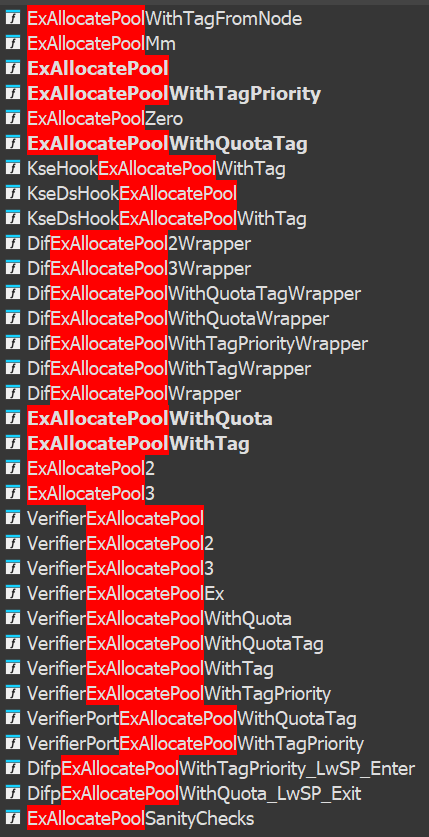 ExAllocatePoolWithTagFromNode
ExAllocatePoolMm
ExAllocatePool
ExAllocatePoolWithTagPriority
ExAllocatePoolZero
ExAllocatePoolWithQuotaTag
KseHookExAllocatePoolWithTag
KseDsHookExAllocatePool
KseDsHookExAllocatePoolWithTag
DifExAllocatePool2Wrapper
DifExAllocatePool3Wrapper
DifExAllocatePoolWithQuotaTagWrapper
DifExAllocatePoolWithQuotaWrapper
DifExAllocatePoolWithTagPriorityWrapper
DifExAllocatePoolWithTagWrapper
DifExAllocatePoolWrapper
ExAllocatePoolWithQuota
ExAllocatePoolWithTag
ExAllocatePool2
ExAllocatePool3
VerifierExAllocatePool
VerifierExAllocatePool2
VerifierExAllocatePool3
VerifierExAllocatePoolEx
VerifierExAllocatePoolWithQuota
VerifierExAllocatePoolWithQuotaTag
VerifierExAllocatePoolWithTag
VerifierExAllocatePoolWithTagPriority
VerifierPortExAllocatePoolWithQuotaTag
VerifierPortExAllocatePoolWithTagPriority
DifpExAllocatePoolWithTagPriority_LwSP_Enter
DifpExAllocatePoolWithQuota_LwSP_Exit
ExAllocatePoolSanityChecks